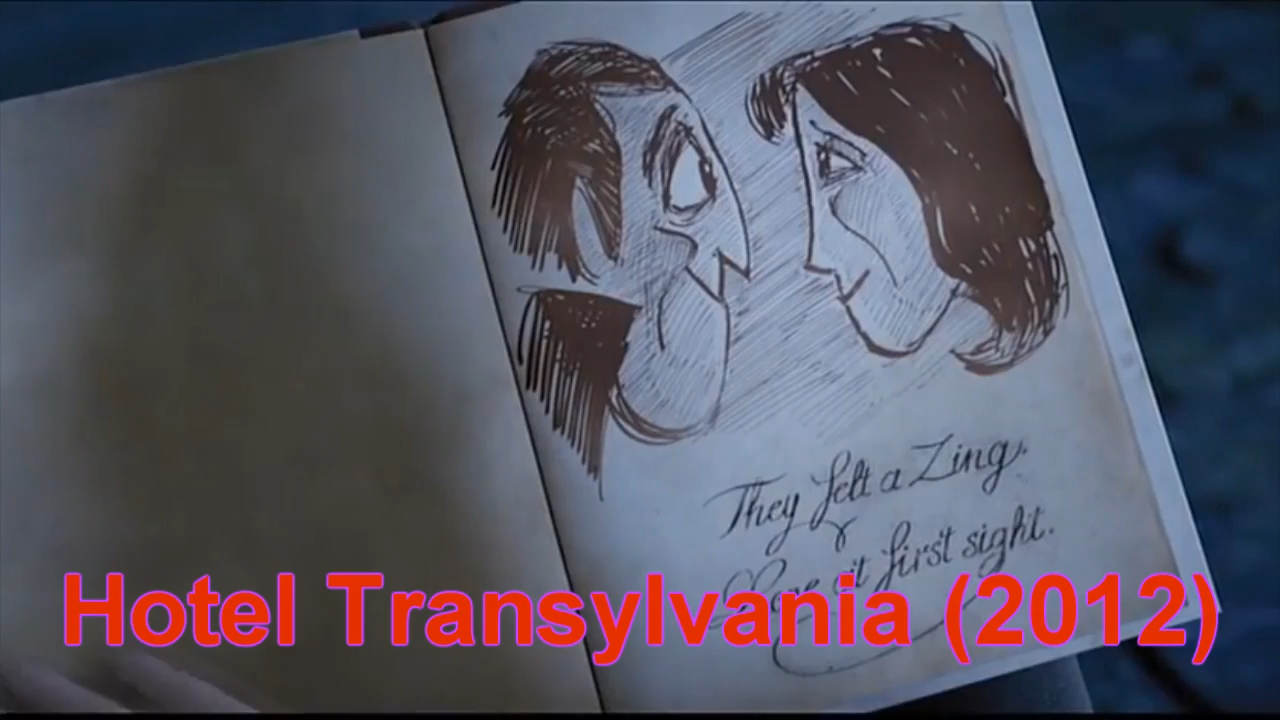 They felt a Zing.
Love at first sight.
Hotel Transylvania (2012)